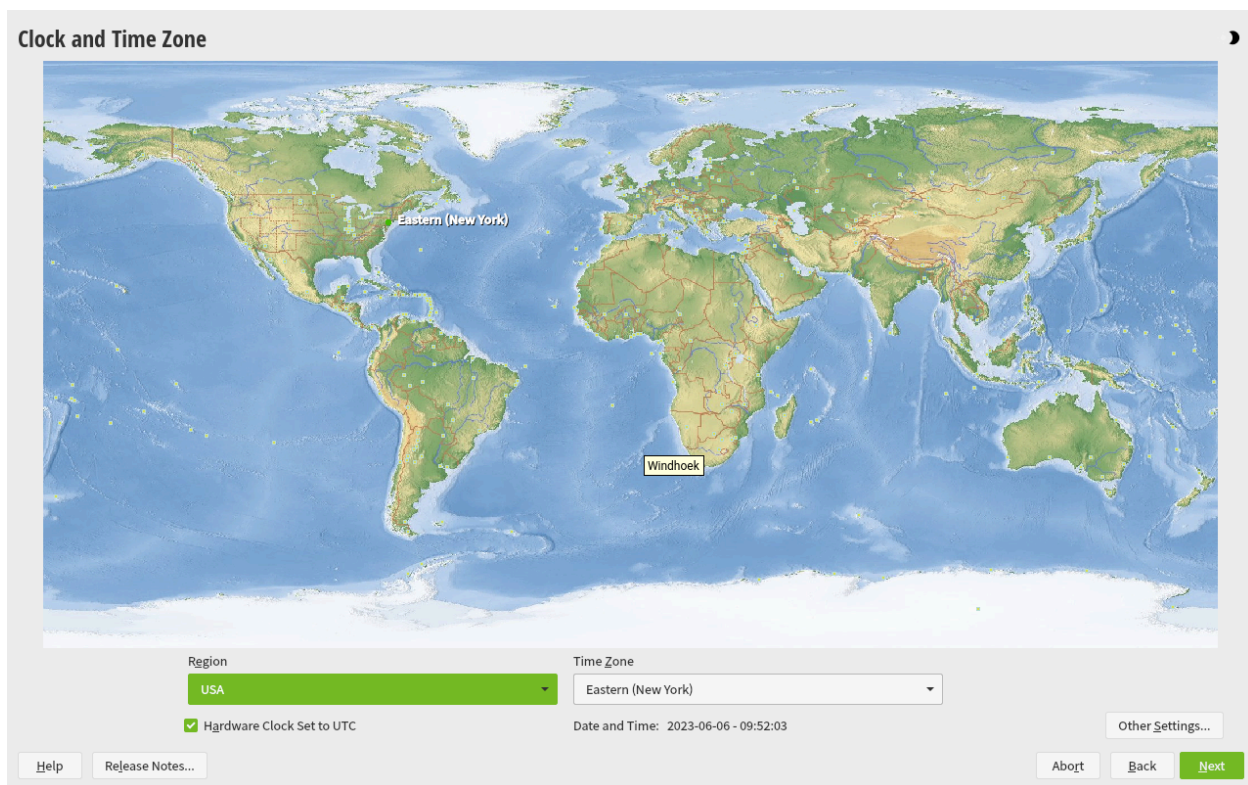 Clock and Time Zone
Eastern (New York)
Windhoek
Region
Time Zone
USA
Eastern (New York)
Hardware Clock Set to UTC
Date and Time: 2023-06-06 - 09:52:03
Other Settings...
Help
Release Notes...
Abort
Back
Next